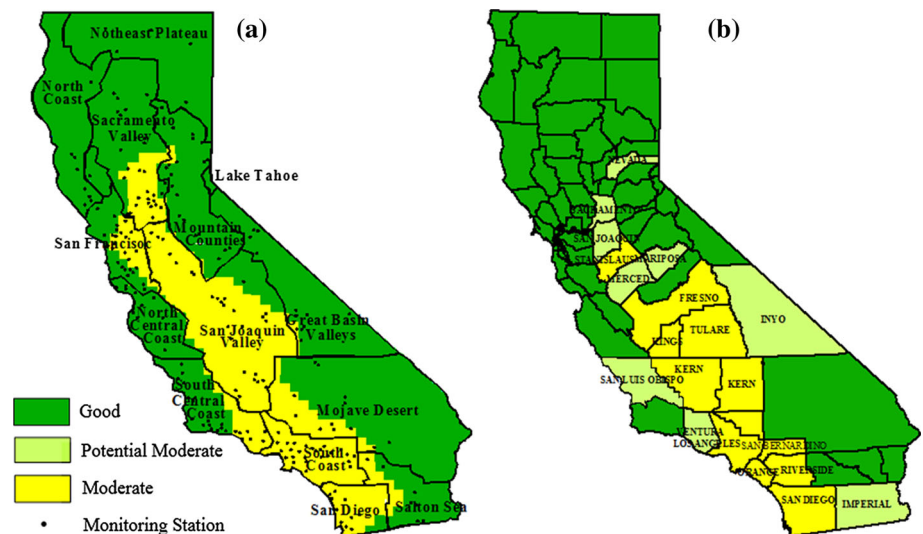 (a)
Notheast Plateau
North
Coast
Sacramento
Valley
Lake Tahoe
San Francisoc
Mountain
Counties
North
Central
Coast
San Joaquin
Valley
Great Basin
Valleys
South
Central
Coast
Mojave Desert
South
Coast
San Diego
Salton Sea
Good
Potential Moderate
Moderate
Monitoring Station
(b)
NEVADA
SACRAMENTO
SAN JOAQUIN
STANISLAUS
MARIPOSA
MERCED
FRESNO
INYO
TULARE
KINGS
KERN
KERN
SAN LUIS OBISPO
VENTURA
LOS ANGELES
SAN BERNARDINO
ORANGE
RIVERSIDE
SAN DIEGO
IMPERIAL